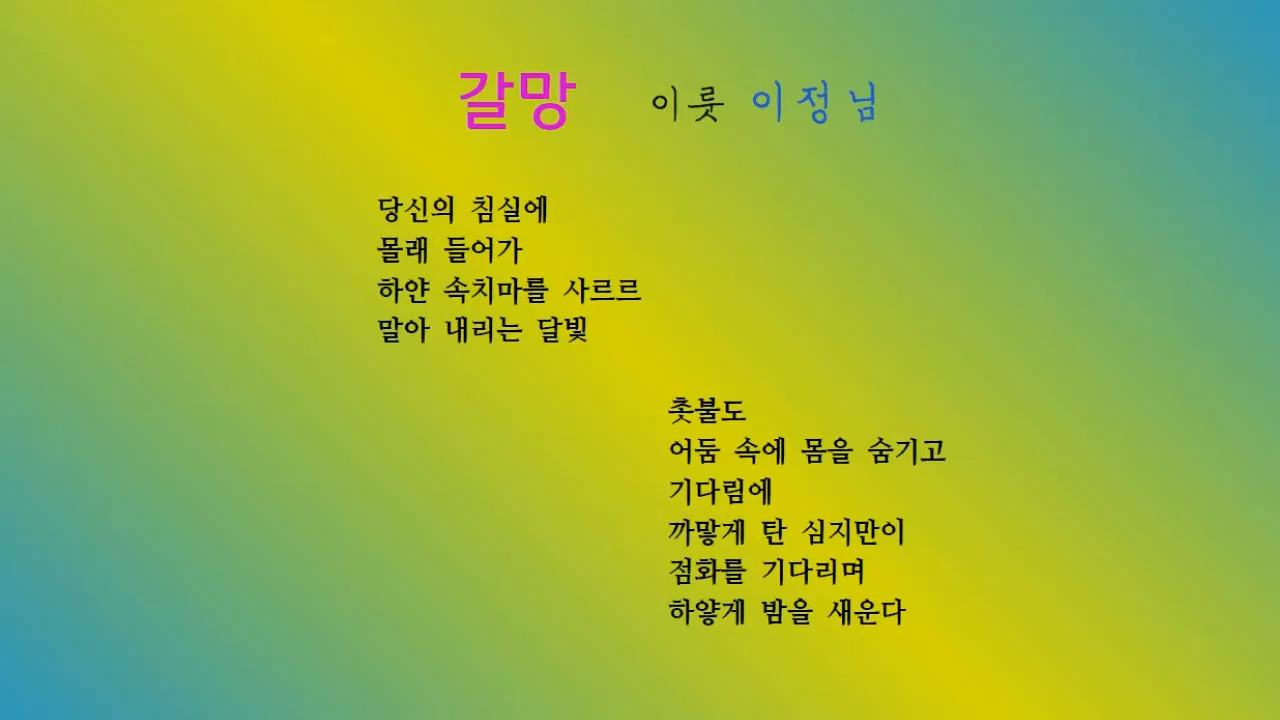 갈망 이룻 이정님
당신의 침실에
몰래 들어가
하얀 속치마를 사르르
말아 내리는 달빛
촛불도
어둠 속에 몸을 숨기고
기다림에
까맣게 탄 심지만이
점화를 기다리며
하얗게 밤을 새운다